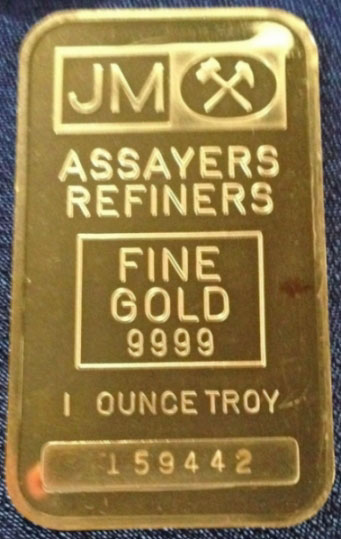 JM
ASSAYERS
REFINERS
FINE
GOLD
9999
1 OUNCE TROY
159442